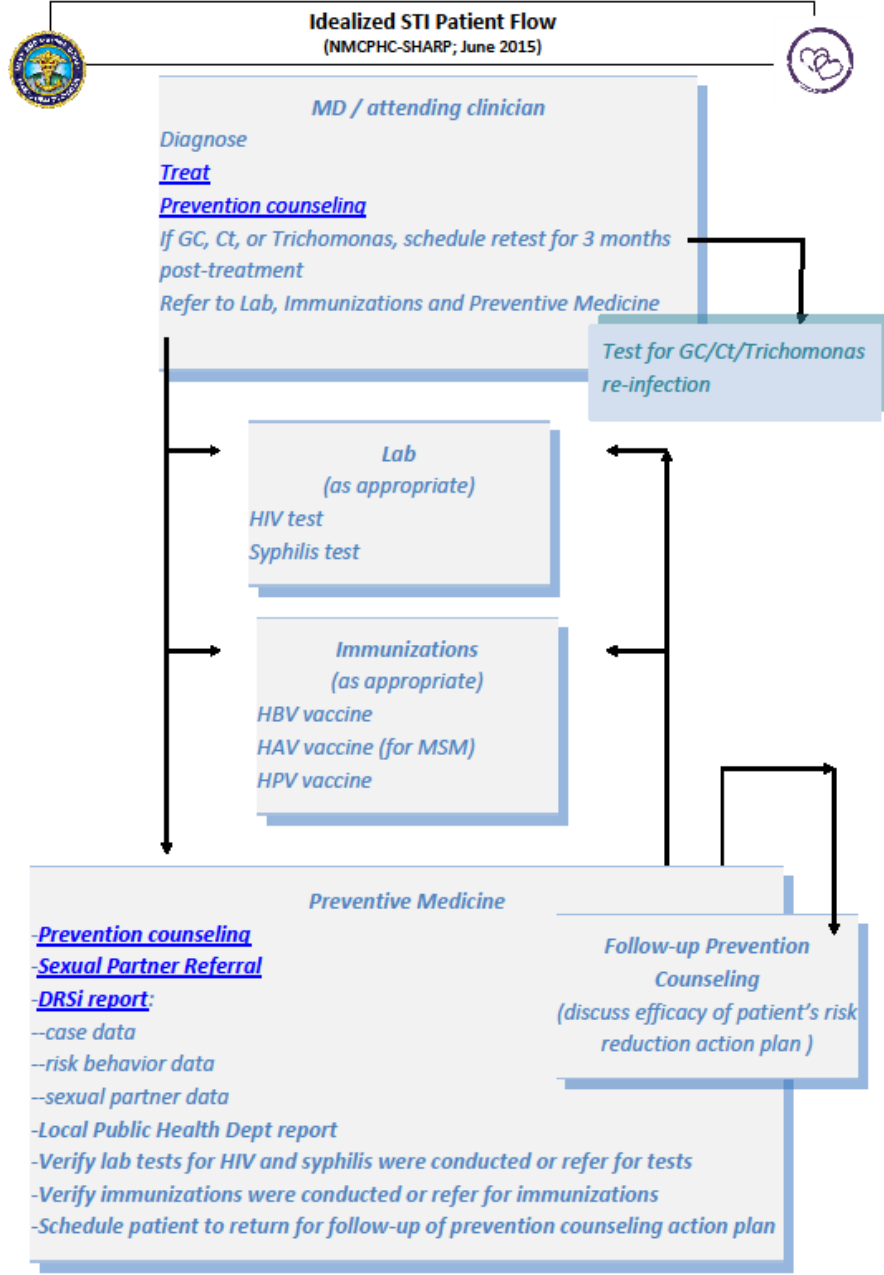 Idealized STI Patient Flow
(NMCPHC-SHARP; June 2015)
MD / attending clinician
Diagnose
Treat
Prevention counseling
If GC, Ct, or Trichomonas, schedule retest for 3 months
post-treatment
Refer to Lab, Immunizations and Preventive Medicine
Test for GC/Ct/Trichomonas
re-infection
Lab
(as appropriate)
HIV test
Syphilis test
Immunizations
(as appropriate)
HBV vaccine
HAV vaccine (for MSM)
HPV vaccine
Preventive Medicine
-Prevention counseling
-Sexual Partner Referral
-DRSi report:
--case data
--risk behavior data
--sexual partner data
-Local Public Health Dept report
-Verify lab tests for HIV and syphilis were conducted or refer for tests
-Verify immunizations were conducted or refer for immunizations
-Schedule patient to return for follow-up of prevention counseling action plan
Follow-up Prevention
Counseling
(discuss efficacy of patient's risk
reduction action plan )